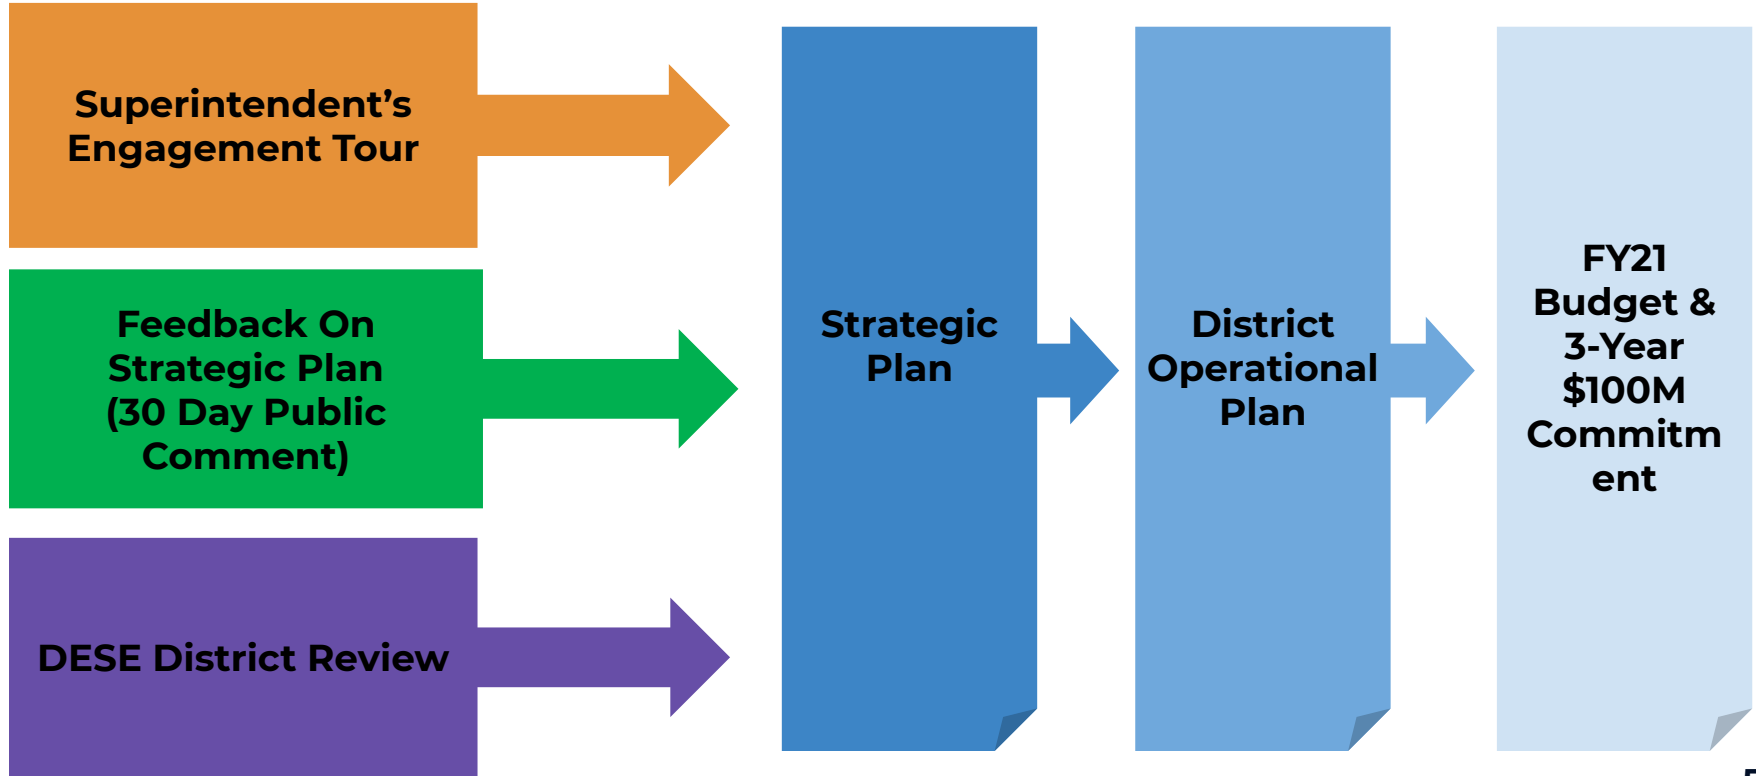 Superintendent’s
Engagement Tour
Feedback On
Strategic Plan
(30 Day Public
Comment)
DESE District Review
Strategic
Plan
District
Operational
Plan
FY21
Budget &
3-Year
$100M
Commitm
ent